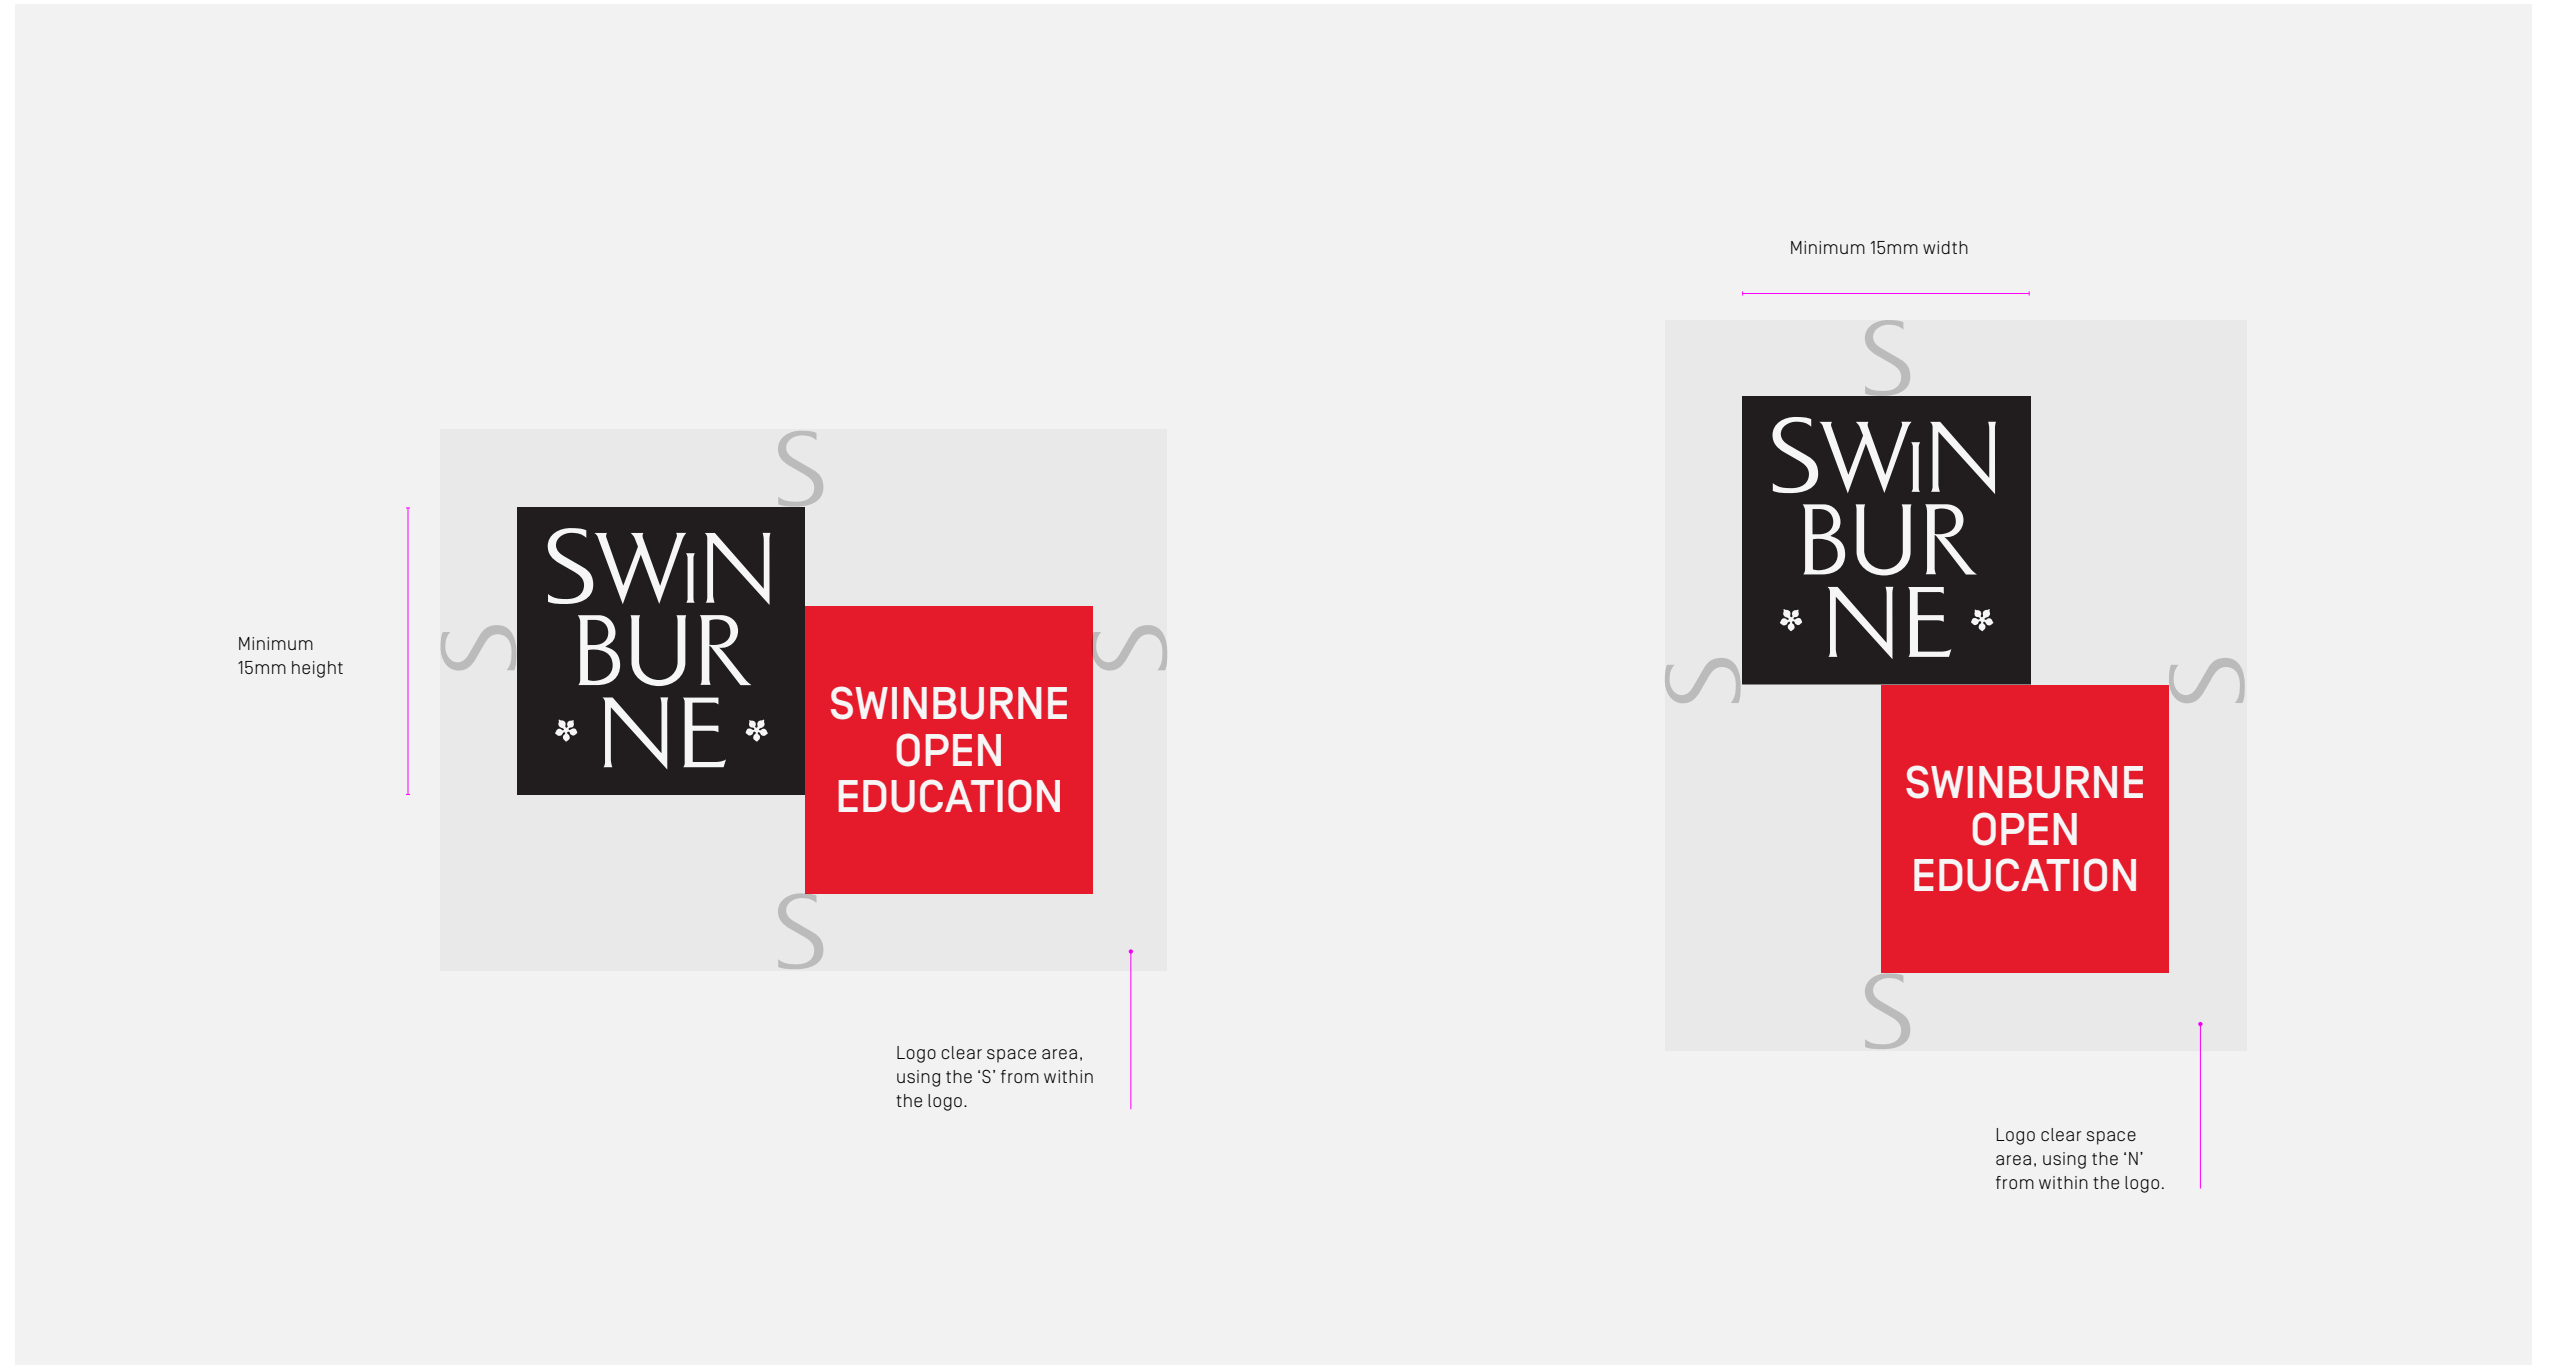 Minimum
15mm height
S
S
SWiN
BUR
NE
SWINBURNE
OPEN
EDUCATION
S
S
Logo clear space area,
using the ‘S’ from within
the logo.
Minimum 15mm width
S
SWiN
BUR
NE
S
S
SWINBURNE
OPEN
EDUCATION
S
Logo clear space
area, using the ‘N’
from within the logo.